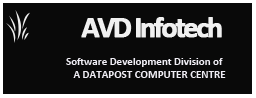 AVD Infotech
Software Development Division of
A DATAPOST COMPUTER CENTRE